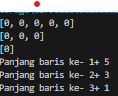 [0, 0, 0, 0, 0]
[0, 0, 0]
[0]
Panjang baris ke- 1+ 5
Panjang baris ke- 2+ 3
Panjang baris ke- 3+ 1